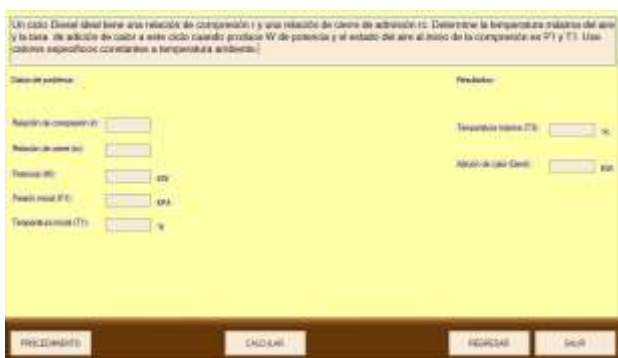 Un ciclo Diesel ideal tiene una relación de compresión r y una relación de cierre de admisión rc. Determine la temperatura máxima del aire
y la tasa de adición de calor a este ciclo cuando produce W de potencia y el estado del aire al inicio de la compresión es P1 y T1. Use
calores específicos constantes a temperatura ambiente.
Datos del problema: Resultados:
Relación de compresión (r): Temperatura máxima (T3): K
Relación de cierre (rc):
Adición de calor (Qent): KW
Potencia (W): KW
Presión inicial (P1): KPA
Temperatura inicial (T1): K
PROCEDIMIENTO CALCULAR REGRESAR SALIR